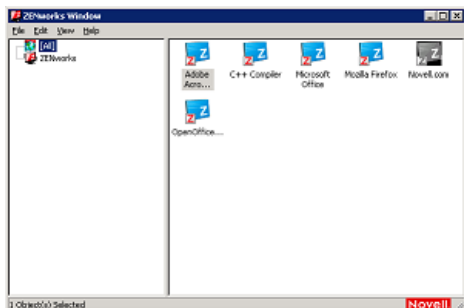 ZENworks Window
File Edit View Help
[All]
ZENworks
Adobe Acro...
C++ Compiler
Microsoft Office
Mozilla Firefox
Novell.com
OpenOffice....
1 Object(s) Selected
Novell